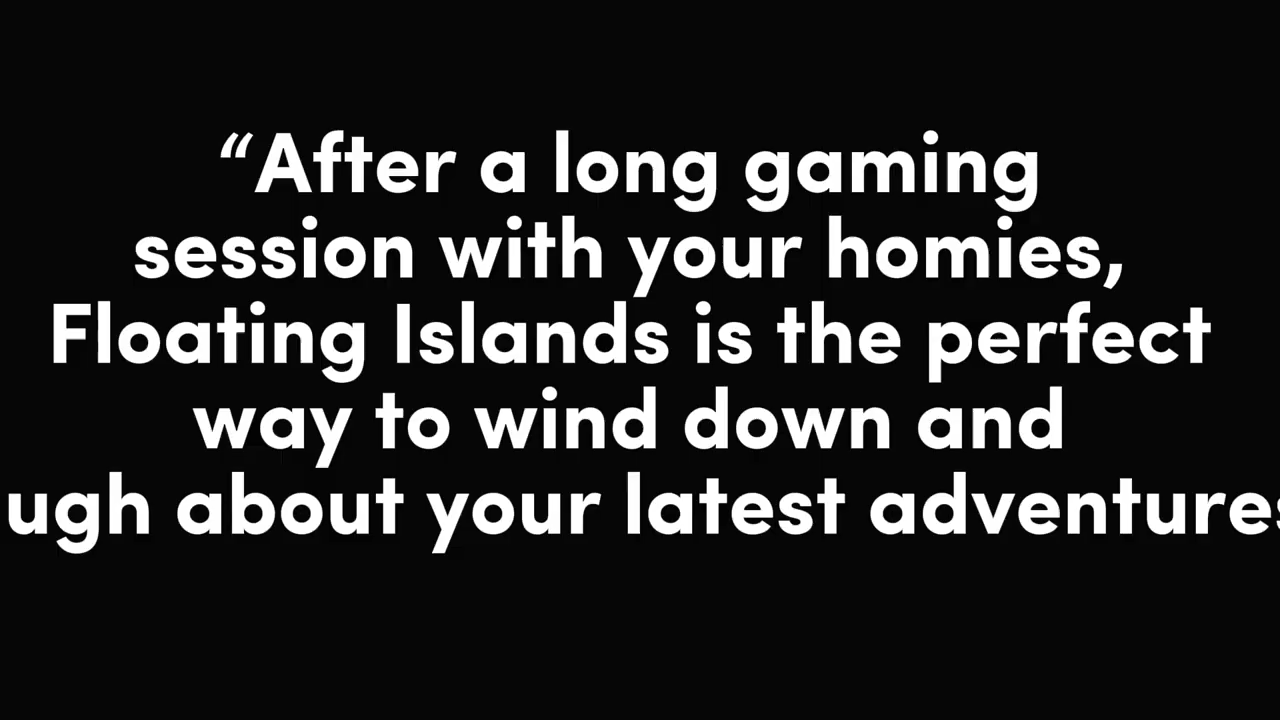 “After a long gaming
session with your homies,
Floating Islands is the perfect
way to wind down and
ugh about your latest adventures